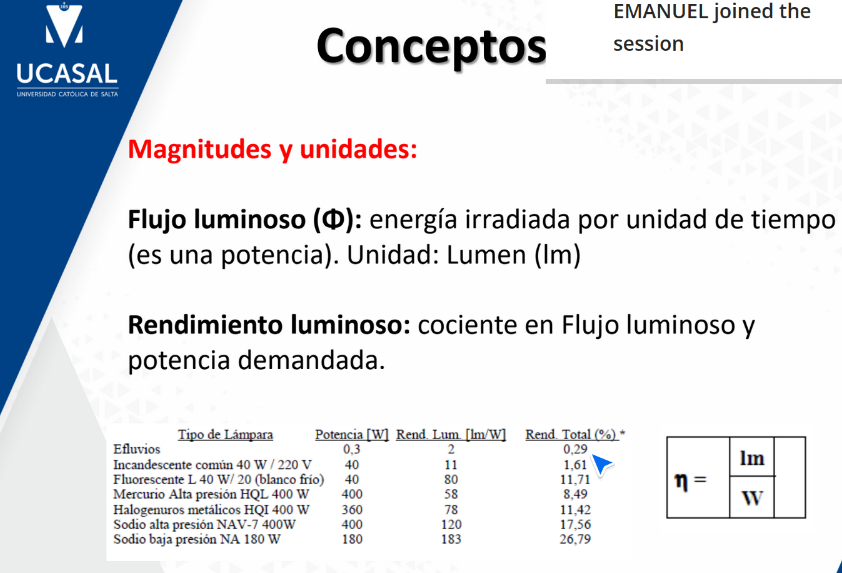 EMANUEL joined the
session
UCASAL
UNIVERSIDAD CATÓLICA DE SALTA
Conceptos
Magnitudes y unidades:
Flujo luminoso (Φ): energía irradiada por unidad de tiempo
(es una potencia). Unidad: Lumen (lm)
Rendimiento luminoso: cociente en Flujo luminoso y
potencia demandada.
Tipo de Lámpara Potencia [W] Rend. Lum. [lm/W] Rend. Total (%) *
Efluvios 0,3 2 0,29
Incandescente común 40 W / 220 V 40 11 1,61
Fluorescente L 40 W/ 20 (blanco frío) 40 80 11,71
Mercurio Alta presión HQL 400 W 400 58 8,49
Halogenuros metálicos HQI 400 W 360 78 11,42
Sodio alta presión NAV-7 400W 400 120 17,56
Sodio baja presión NA 180 W 180 183 26,79
η = lm
W